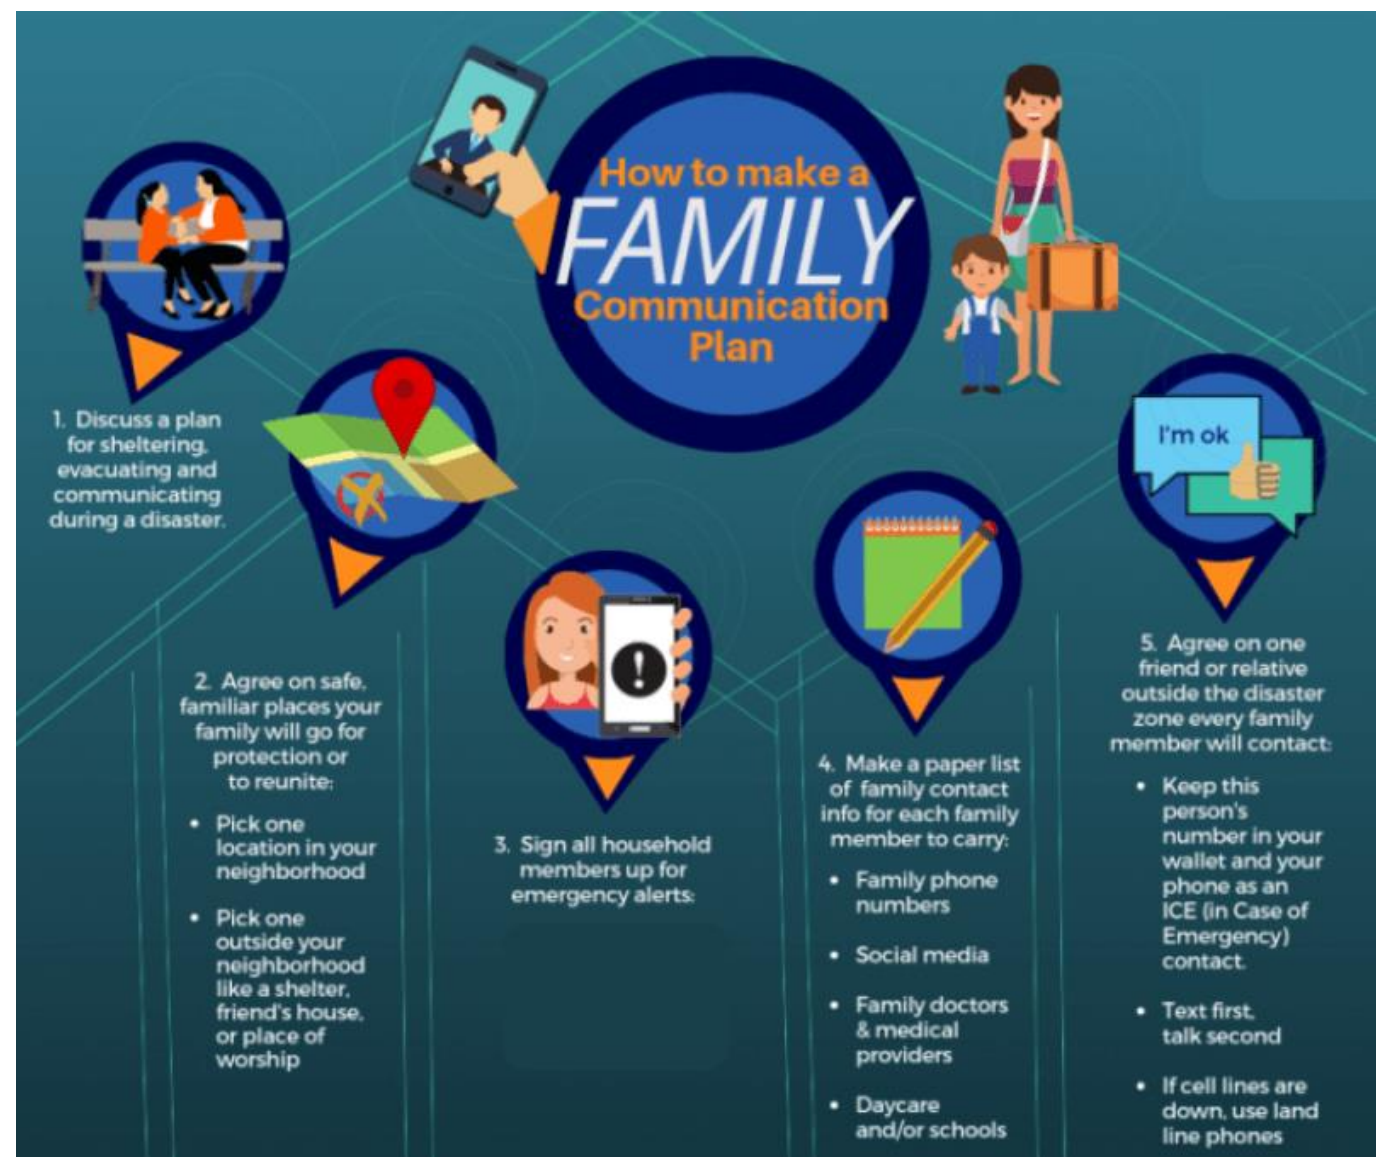 How to make a
FAMILY
Communication
Plan
1. Discuss a plan
for sheltering,
evacuating and
communicating
during a disaster.
2. Agree on safe,
familiar places your
family will go for
protection or
to reunite:
• Pick one
location in your
neighborhood
• Pick one
outside your
neighborhood
like a shelter,
friend's house,
or place of
worship
!
3. Sign all household
members up for
emergency alerts:
4. Make a paper list
of family contact
info for each family
member to carry:
• Family phone
numbers
• Social media
• Family doctors
& medical
providers
• Daycare
and/or schools
I'm ok
5. Agree on one
friend or relative
outside the disaster
zone every family
member will contact:
• Keep this
person's
number in your
wallet and your
phone as an
ICE (in Case of
Emergency)
contact.
• Text first,
talk second
• If cell lines are
down, use land
line phones